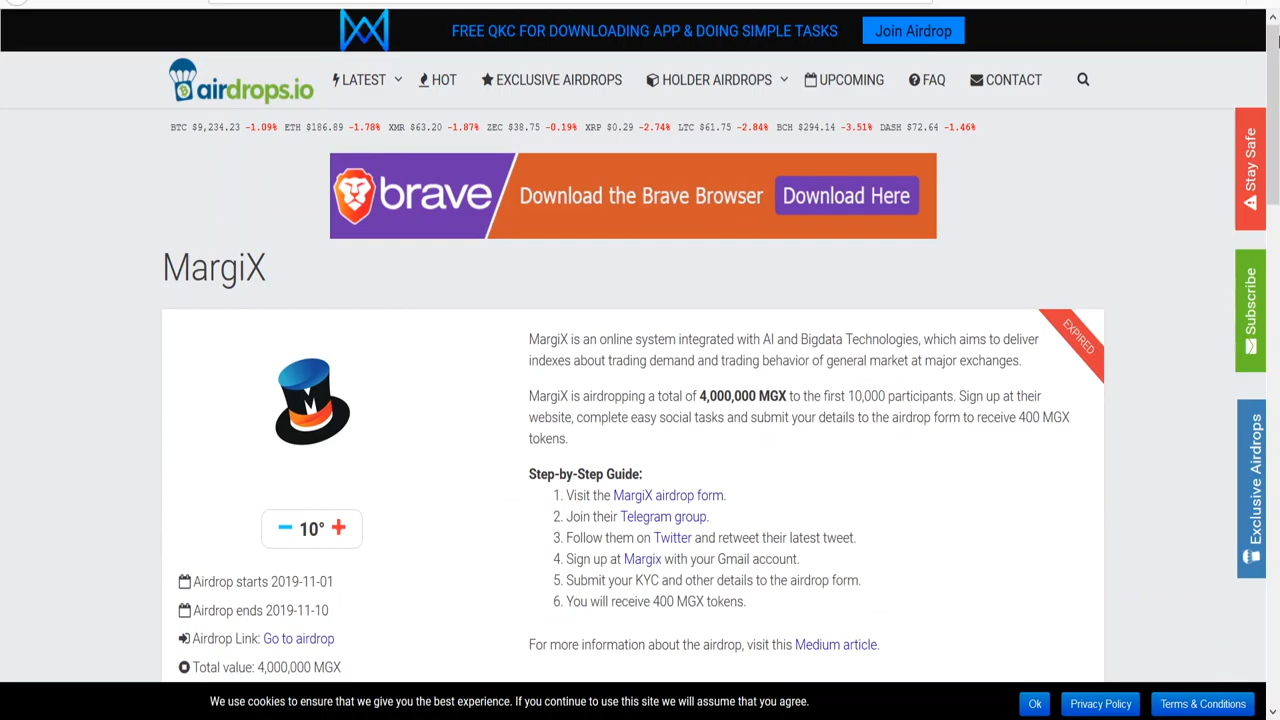 FREE QKC FOR DOWNLOADING APP & DOING SIMPLE TASKS
Join Airdrop
airdrops.io
LATEST
HOT
EXCLUSIVE AIRDROPS
HOLDER AIRDROPS
UPCOMING
FAQ
CONTACT
BTC $9,234.23 -1.09% ETH $186.89 -1.78% XMR $63.20 -1.87% ZEC $38.75 -0.19% XRP $0.29 -2.74% LTC $61.75 -2.84% BCH $294.14 -3.51% DASH $72.64 -1.46%
brave
Download the Brave Browser
Download Here
Stay Safe
Subscribe
Exclusive Airdrops
MargiX
EXPIRED
M
10°
Airdrop starts 2019-11-01
Airdrop ends 2019-11-10
Airdrop Link: Go to airdrop
Total value: 4,000,000 MGX
MargiX is an online system integrated with AI and Bigdata Technologies, which aims to deliver
indexes about trading demand and trading behavior of general market at major exchanges.
MargiX is airdropping a total of 4,000,000 MGX to the first 10,000 participants. Sign up at their
website, complete easy social tasks and submit your details to the airdrop form to receive 400 MGX
tokens.
Step-by-Step Guide:
1. Visit the MargiX airdrop form.
2. Join their Telegram group.
3. Follow them on Twitter and retweet their latest tweet.
4. Sign up at Margix with your Gmail account.
5. Submit your KYC and other details to the airdrop form.
6. You will receive 400 MGX tokens.
For more information about the airdrop, visit this Medium article.
We use cookies to ensure that we give you the best experience. If you continue to use this site we will assume that you agree.
Ok
Privacy Policy
Terms & Conditions